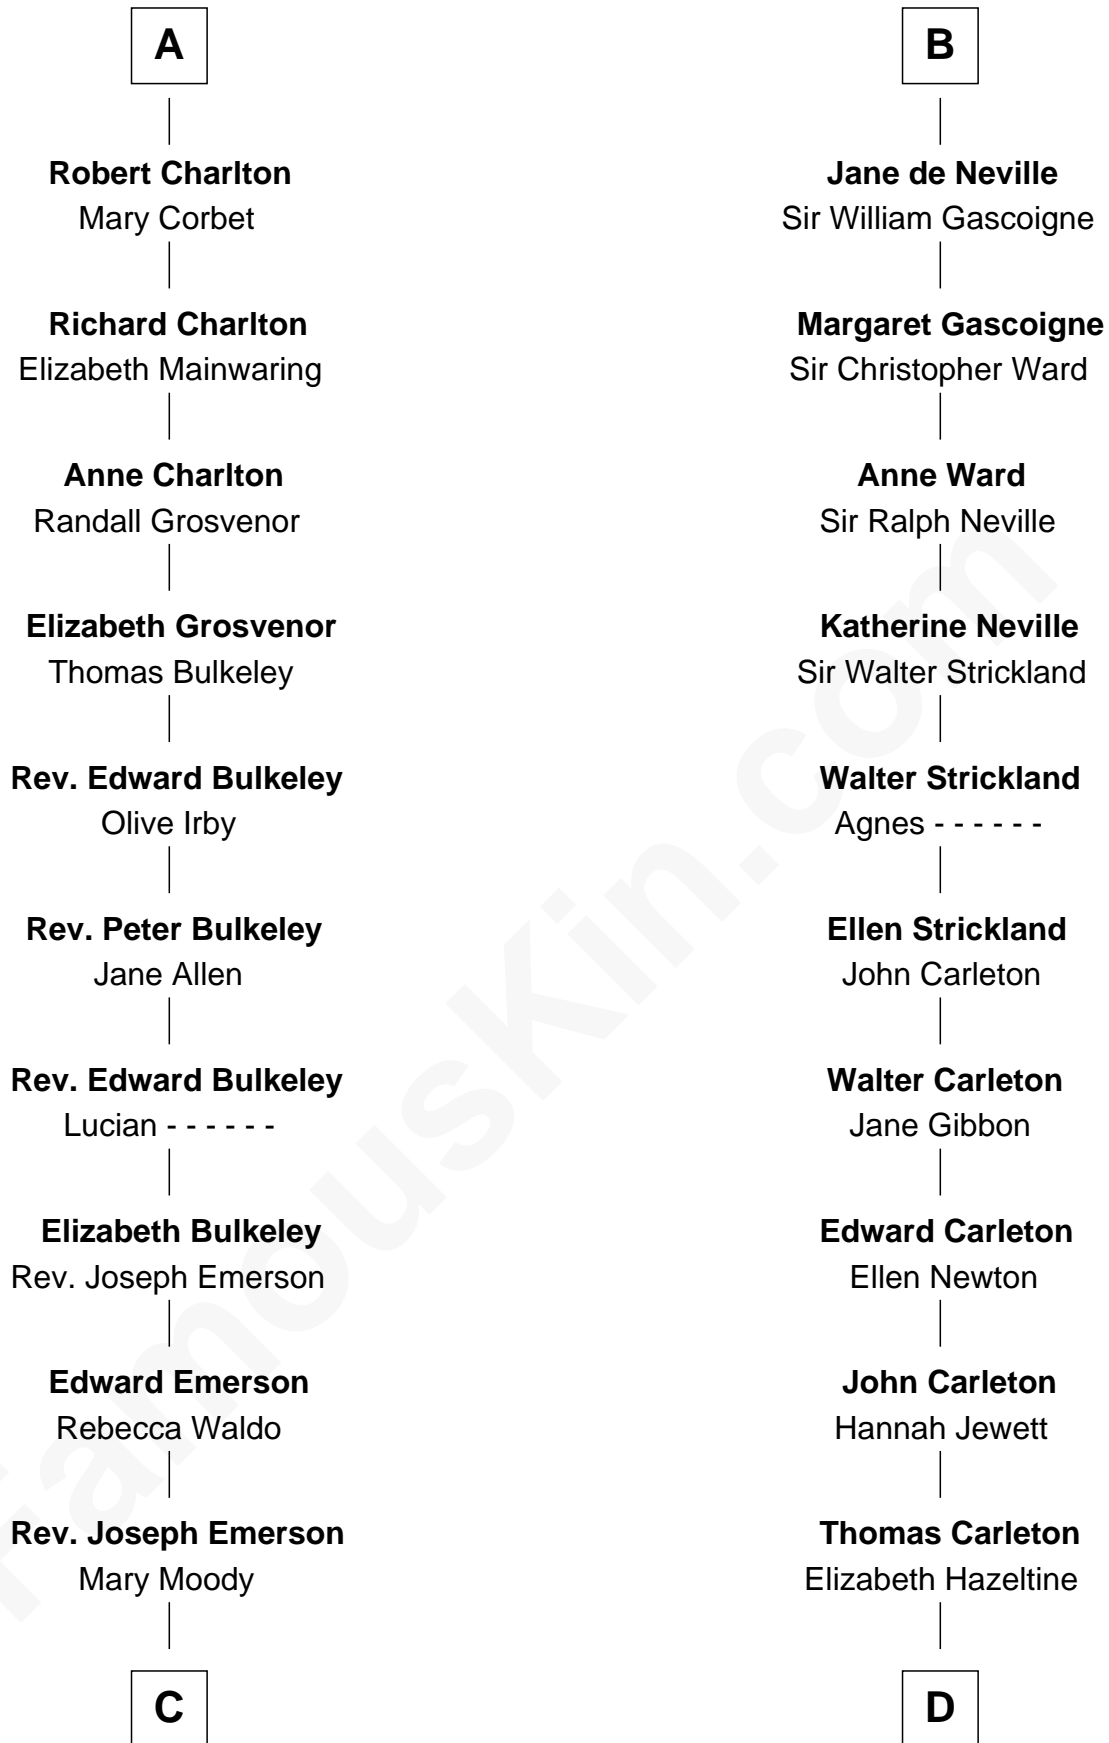 A
Robert Charlton
Mary Corbet
Richard Charlton
Elizabeth Mainwaring
Anne Charlton
Randall Grosvenor
Elizabeth Grosvenor
Thomas Bulkeley
Rev. Edward Bulkeley
Olive Irby
Rev. Peter Bulkeley
Jane Allen
Rev. Edward Bulkeley
Lucian - - - - - -
Elizabeth Bulkeley
Rev. Joseph Emerson
Edward Emerson
Rebecca Waldo
Rev. Joseph Emerson
Mary Moody
C
B
Jane de Neville
Sir William Gascoigne
Margaret Gascoigne
Sir Christopher Ward
Anne Ward
Sir Ralph Neville
Katherine Neville
Sir Walter Strickland
Walter Strickland
Agnes - - - - - -
Ellen Strickland
John Carleton
Walter Carleton
Jane Gibbon
Edward Carleton
Ellen Newton
John Carleton
Hannah Jewett
Thomas Carleton
Elizabeth Hazeltine
D
FamousKin.com